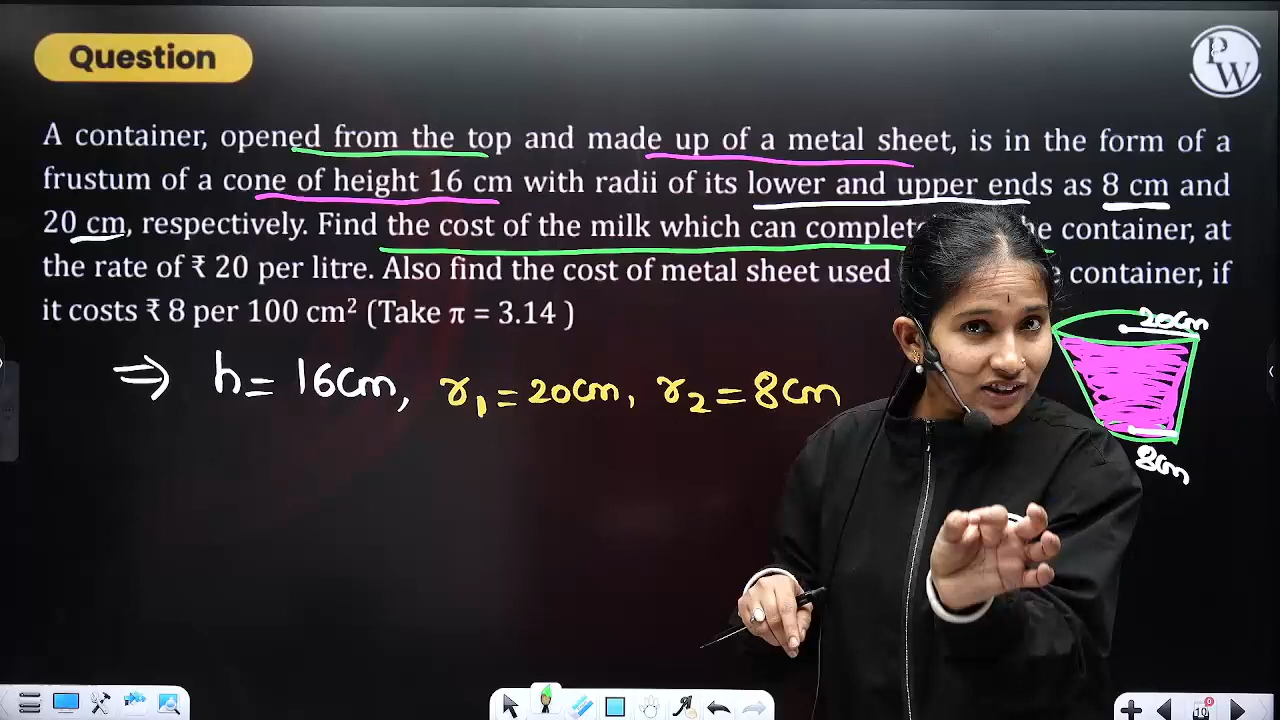 Question
PW
A container, opened from the top and made up of a metal sheet, is in the form of a
frustum of a cone of height 16 cm with radii of its lower and upper ends as 8 cm and
20 cm, respectively. Find the cost of the milk which can complet he container, at
the rate of ₹ 20 per litre. Also find the cost of metal sheet used e container, if
it costs ₹ 8 per 100 cm² (Take π = 3.14 )
20cm
⇒ h = 16cm, r₁ = 20cm, r₂ = 8cm
8cm